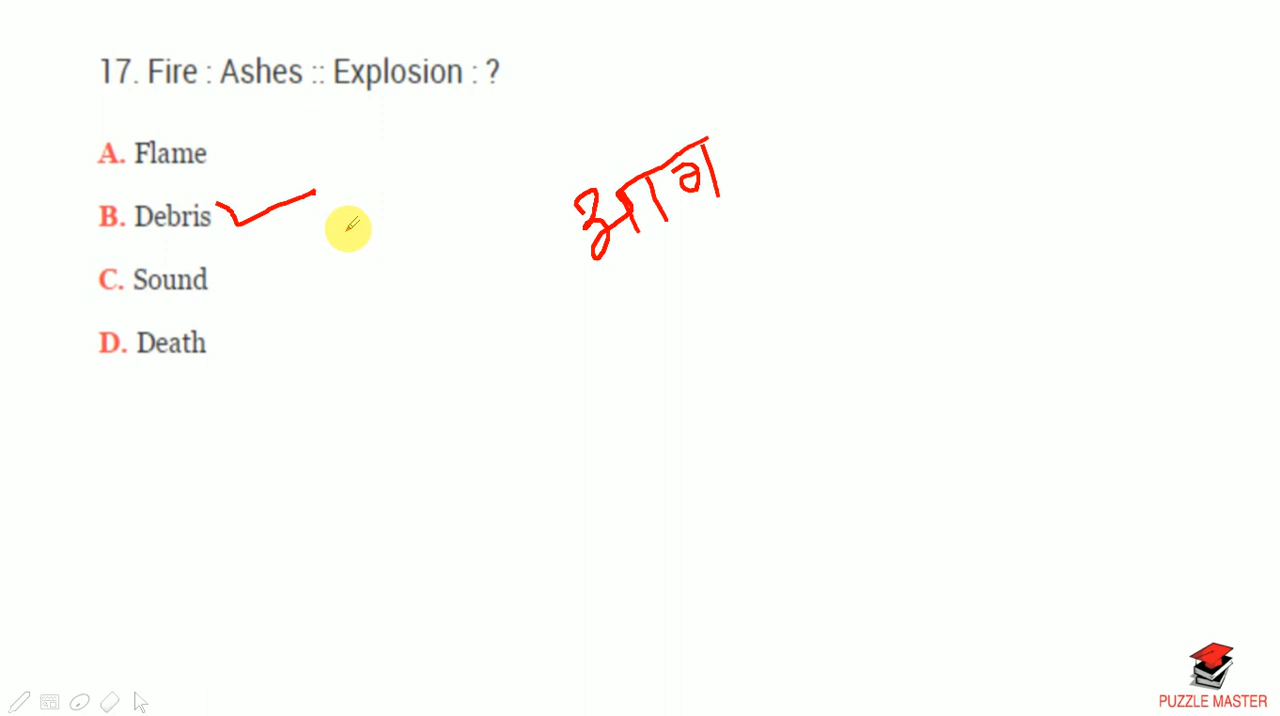 17. Fire : Ashes :: Explosion : ?
A. Flame
B. Debris
आग
C. Sound
D. Death
PUZZLE MASTER